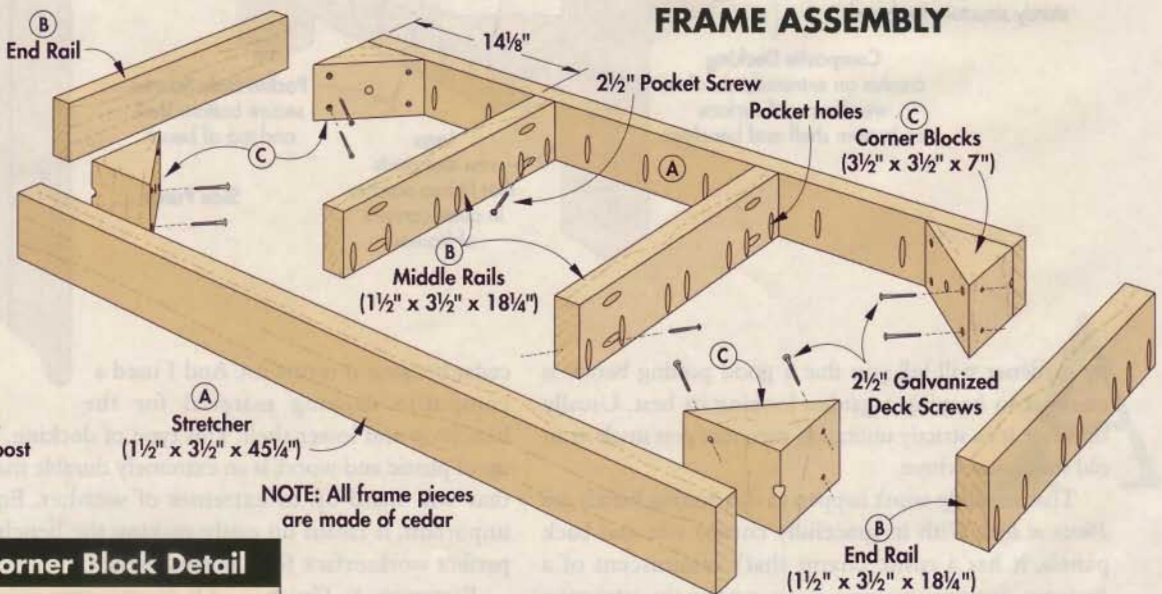 FRAME ASSEMBLY
B
End Rail
14⅛"
2½" Pocket Screw
Pocket holes
C
Corner Blocks
(3½" x 3½" x 7")
C
A
B
Middle Rails
(1½" x 3½" x 18¼")
C
2½" Galvanized
Deck Screws
A
Stretcher
(1½" x 3½" x 45¼")
NOTE: All frame pieces
are made of cedar
B
End Rail
(1½" x 3½" x 18¼")
post
Corner Block Detail